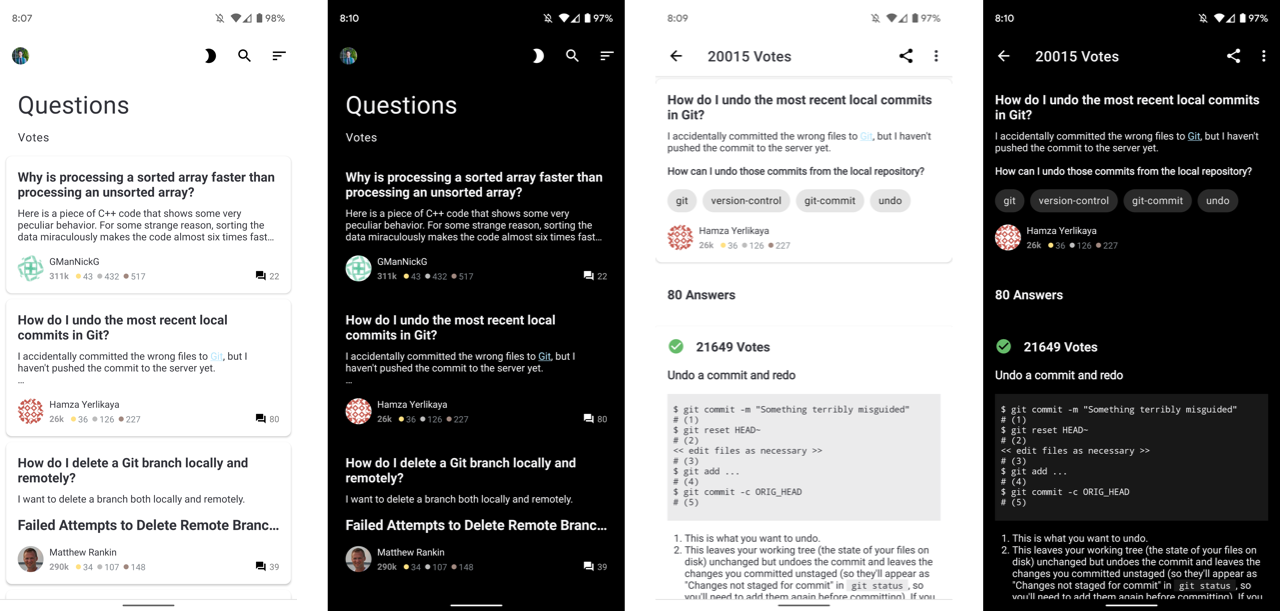 8:07
98%
Questions
Votes
Why is processing a sorted array faster than
processing an unsorted array?
Here is a piece of C++ code that shows some very
peculiar behavior. For some strange reason, sorting the
data miraculously makes the code almost six times fast...
GManNickG
311k 43 432 517
22
How do I undo the most recent local
commits in Git?
I accidentally committed the wrong files to Git, but I
haven't pushed the commit to the server yet.
...
Hamza Yerlikaya
26k 36 126 227
80
How do I delete a Git branch locally and
remotely?
I want to delete a branch both locally and remotely.
Failed Attempts to Delete Remote Branc...
Matthew Rankin
290k 34 107 148
39
8:10
97%
Questions
Votes
Why is processing a sorted array faster than
processing an unsorted array?
Here is a piece of C++ code that shows some very
peculiar behavior. For some strange reason, sorting the
data miraculously makes the code almost six times fast...
GManNickG
311k 43 432 517
22
How do I undo the most recent local
commits in Git?
I accidentally committed the wrong files to Git, but I
haven't pushed the commit to the server yet.
...
Hamza Yerlikaya
26k 36 126 227
80
How do I delete a Git branch locally and
remotely?
I want to delete a branch both locally and remotely.
Failed Attempts to Delete Remote Branc...
Matthew Rankin
290k 34 107 148
39
8:09
97%
20015 Votes
How do I undo the most recent local commits
in Git?
I accidentally committed the wrong files to Git, but I haven't
pushed the commit to the server yet.
How can I undo those commits from the local repository?
git version-control git-commit undo
Hamza Yerlikaya
26k 36 126 227
80 Answers
21649 Votes
Undo a commit and redo
$ git commit -m "Something terribly misguided"
# (1)
$ git reset HEAD~
# (2)
<< edit files as necessary >>
# (3)
$ git add ...
# (4)
$ git commit -c ORIG_HEAD
# (5)
1. This is what you want to undo.
2. This leaves your working tree (the state of your files on
disk) unchanged but undoes the commit and leaves the
changes you committed unstaged (so they'll appear as
"Changes not staged for commit" in git status, so
you'll need to add them again before committing). If you
8:10
97%
20015 Votes
How do I undo the most recent local commits
in Git?
I accidentally committed the wrong files to Git, but I haven't
pushed the commit to the server yet.
How can I undo those commits from the local repository?
git version-control git-commit undo
Hamza Yerlikaya
26k 36 126 227
80 Answers
21649 Votes
Undo a commit and redo
$ git commit -m "Something terribly misguided"
# (1)
$ git reset HEAD~
# (2)
<< edit files as necessary >>
# (3)
$ git add ...
# (4)
$ git commit -c ORIG_HEAD
# (5)
1. This is what you want to undo.
2. This leaves your working tree (the state of your files on
disk) unchanged but undoes the commit and leaves the
changes you committed unstaged (so they'll appear as
"Changes not staged for commit" in git status, so
you'll need to add them again before committing). If you